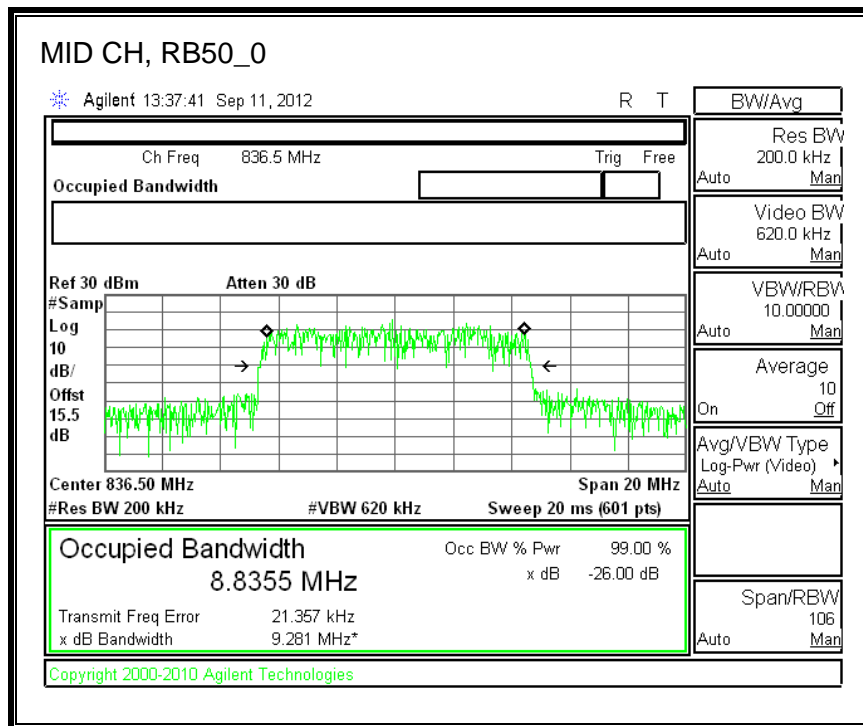 MID CH, RB50_0
Agilent 13:37:41 Sep 11, 2012 R T
Ch Freq 836.5 MHz Trig Free
Occupied Bandwidth
Ref 30 dBm Atten 30 dB
#Samp
Log
10
dB/
Offst
15.5
dB
Center 836.50 MHz Span 20 MHz
#Res BW 200 kHz #VBW 620 kHz Sweep 20 ms (601 pts)
Occupied Bandwidth Occ BW % Pwr 99.00 %
8.8355 MHz x dB -26.00 dB
Transmit Freq Error 21.357 kHz
x dB Bandwidth 9.281 MHz*
Copyright 2000-2010 Agilent Technologies
BW/Avg
Res BW
200.0 kHz
Auto Man
Video BW
620.0 kHz
Auto Man
VBW/RBW
10.00000
Auto Man
Average
10
On Off
Avg/VBW Type
Log-Pwr (Video)
Auto Man
Span/RBW
106
Auto Man